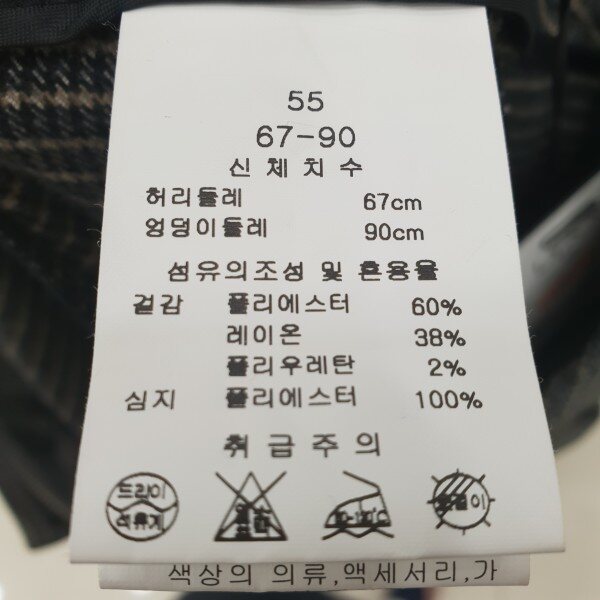 55
67-90
신체치수
허리둘레 67cm
엉덩이둘레 90cm
섬유의조성 및 혼용율
겉감 폴리에스터 60%
레이온 38%
폴리우레탄 2%
심지 폴리에스터 100%
취급주의
드라이
석유계
색상의 의류,액세서리,가